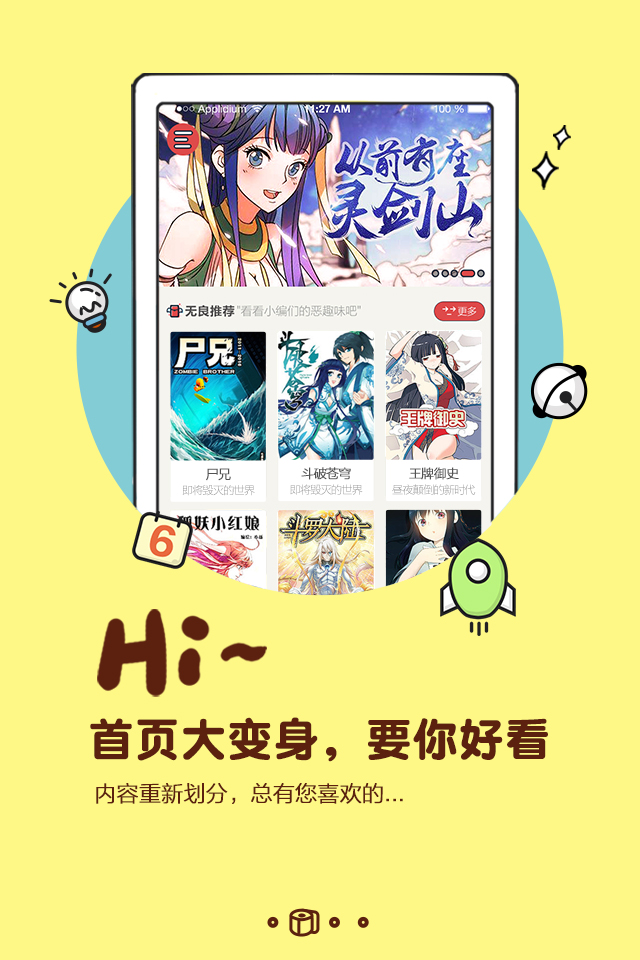 Applidium 11:27 AM 100 %
从前有座
灵剑山
无良推荐 "看看小编们的恶趣味吧" 更多
尸兄
2011-2012
ZOMBIE BROTHER
斗破苍穹
王牌御史
尸兄 斗破苍穹 王牌御史
即将毁灭的世界 即将毁灭的世界 昼夜颠倒的新时代
狐妖小红娘
斗罗大陆
6
Hi~
首页大变身，要你好看
内容重新划分，总有您喜欢的...